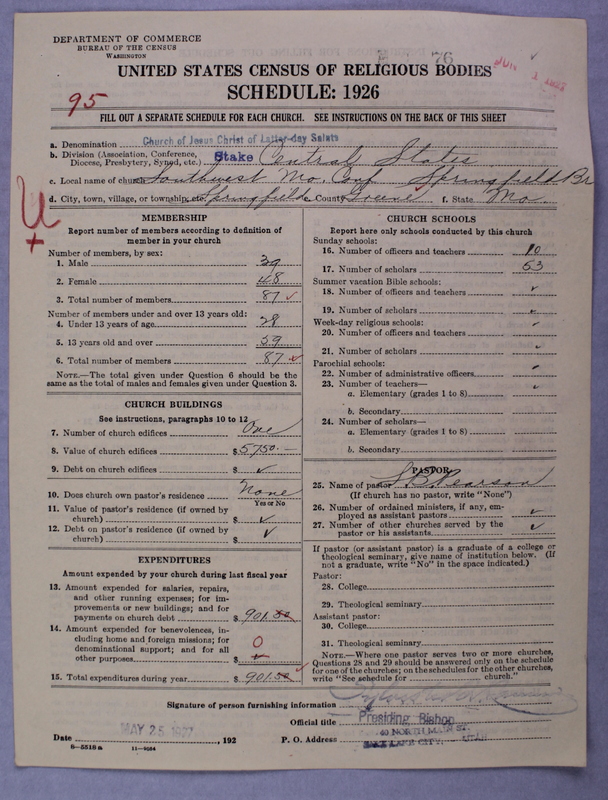 DEPARTMENT OF COMMERCE
BUREAU OF THE CENSUS
WASHINGTON
76
UNITED STATES CENSUS OF RELIGIOUS BODIES
SCHEDULE: 1926
95
FILL OUT A SEPARATE SCHEDULE FOR EACH CHURCH. SEE INSTRUCTIONS ON THE BACK OF THIS SHEET
a. Denomination Church of Jesus Christ of Latter-day Saints
b. Division (Association, Conference,
Diocese, Presbytery, Synod, etc.) Stake Central States
c. Local name of church Southwest Mo. Conf Springfield Br
d. City, town, village, or township, etc. Springfield e. County Greene f. State Mo.
MEMBERSHIP
Report number of members according to definition of
member in your church
Number of members, by sex:
1. Male 39
2. Female 48
3. Total number of members 87 ✓
Number of members under and over 13 years old:
4. Under 13 years of age 28
5. 13 years old and over 59
6. Total number of members 87 ✓
NOTE.—The total given under Question 6 should be the
same as the total of males and females given under Question 3.
CHURCH BUILDINGS
See instructions, paragraphs 10 to 12
7. Number of church edifices One
8. Value of church edifices $ 5750.—
9. Debt on church edifices $ ✓
10. Does church own pastor's residence None
Yes or No
11. Value of pastor's residence (if owned by
church) $ ✓
12. Debt on pastor's residence (if owned by
church) $ ✓
EXPENDITURES
Amount expended by your church during last fiscal year
13. Amount expended for salaries, repairs,
and other running expenses; for im-
provements or new buildings; and for
payments on church debt $ 901.50
14. Amount expended for benevolences, in-
cluding home and foreign missions; for
denominational support; and for all
other purposes $ 0
15. Total expenditures during year $ 901.50 ✓
CHURCH SCHOOLS
Report here only schools conducted by this church
Sunday schools:
16. Number of officers and teachers 10
17. Number of scholars 53
Summer vacation Bible schools:
18. Number of officers and teachers ✓
19. Number of scholars ✓
Week-day religious schools:
20. Number of officers and teachers ✓
21. Number of scholars ✓
Parochial schools:
22. Number of administrative officers ✓
23. Number of teachers—
a. Elementary (grades 1 to 8) ✓
b. Secondary
24. Number of scholars—
a. Elementary (grades 1 to 8)
b. Secondary
PASTOR
25. Name of pastor Pearson
(If church has no pastor, write "None")
26. Number of ordained ministers, if any, em-
ployed as assistant pastors ✓
27. Number of other churches served by the
pastor or his assistants ✓
If pastor (or assistant pastor) is a graduate of a college or
theological seminary, give name of institution below. (If
not a graduate, write "No" in the space indicated.)
Pastor:
28. College
29. Theological seminary
Assistant pastor:
30. College
31. Theological seminary
NOTE.—Where one pastor serves two or more churches,
Questions 28 and 29 should be answered only on the schedule
for one of the churches; on the schedules for the other churches,
write "See schedule for church."
Signature of person furnishing information
Official title Presiding Bishop
Date MAY 25 1927, 192 P. O. Address 40 NORTH MAIN ST.
SALT LAKE CITY, UTAH
8—5518a 11—9084